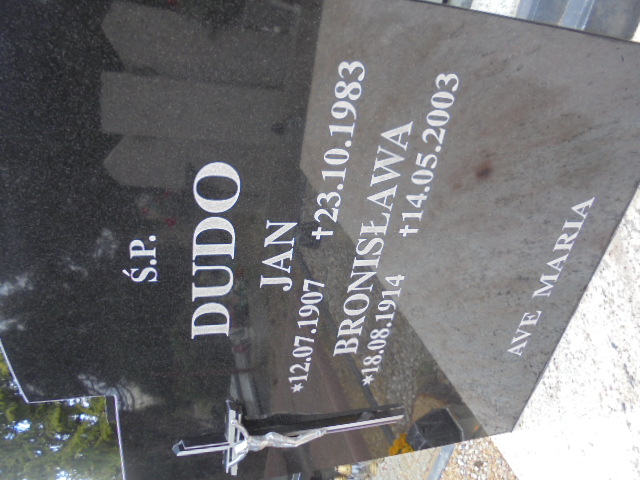 Ś.P.
DUDO
JAN
*12.07.1907 †23.10.1983
BRONISŁAWA
*18.08.1914 †14.05.2003
AVE MARIA